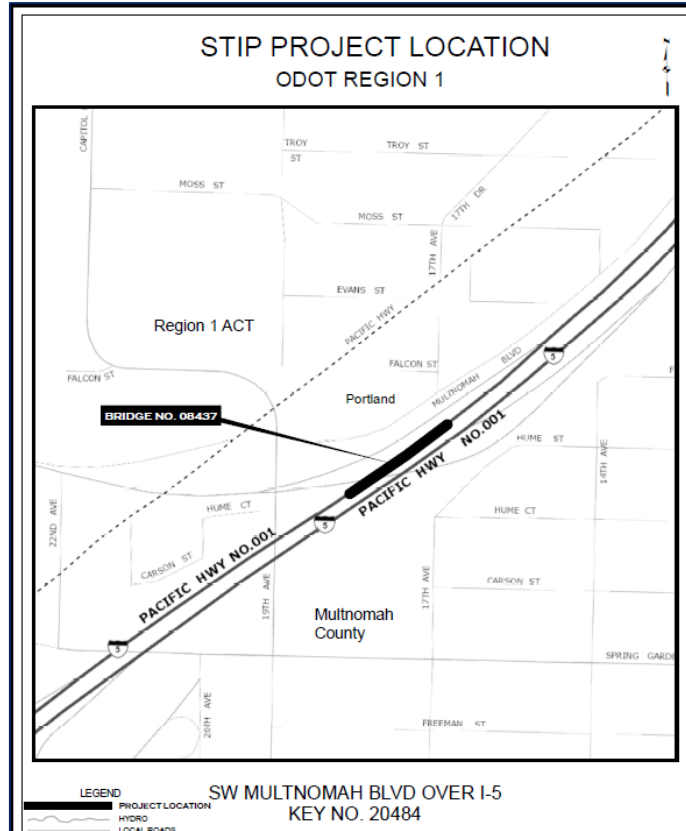 STIP PROJECT LOCATION
ODOT REGION 1
N
CAPITOL
TROY ST
TROY ST
MOSS ST
MOSS ST
17TH DR
17TH AVE
EVANS ST
PACIFIC HWY
Region 1 ACT
FALCON ST
FALCON ST
MULTNOMAH BLVD
5
Portland
BRIDGE NO. 08437
PACIFIC HWY NO.001
HUME ST
14TH AVE
22ND AVE
HUME CT
5
HUME CT
CARSON ST
PACIFIC HWY NO.001
19TH AVE
17TH AVE
CARSON ST
Multnomah
County
5
SPRING GARDE
20TH AVE
FREEMAN ST
LEGEND
PROJECT LOCATION
HYDRO
LOCAL ROADS
SW MULTNOMAH BLVD OVER I-5
KEY NO. 20484